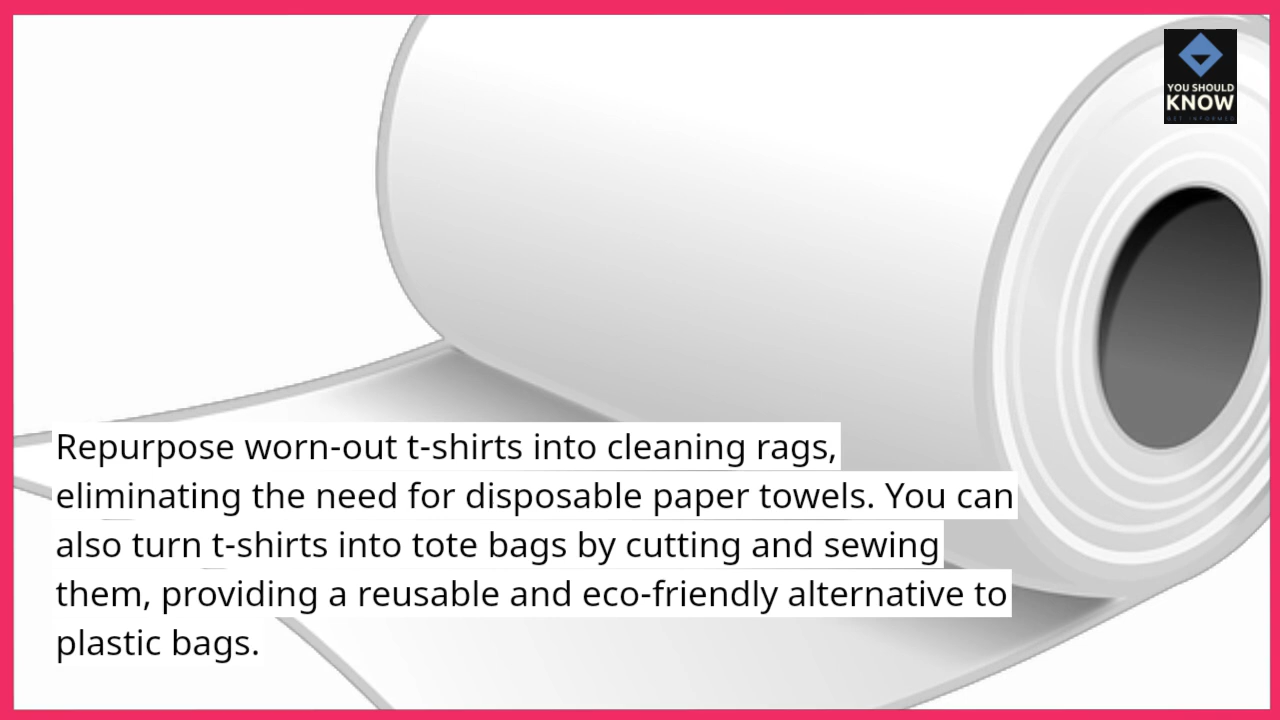 YOU SHOULD
KNOW
GET INFORMED
Repurpose worn-out t-shirts into cleaning rags,
eliminating the need for disposable paper towels. You can
also turn t-shirts into tote bags by cutting and sewing
them, providing a reusable and eco-friendly alternative to
plastic bags.